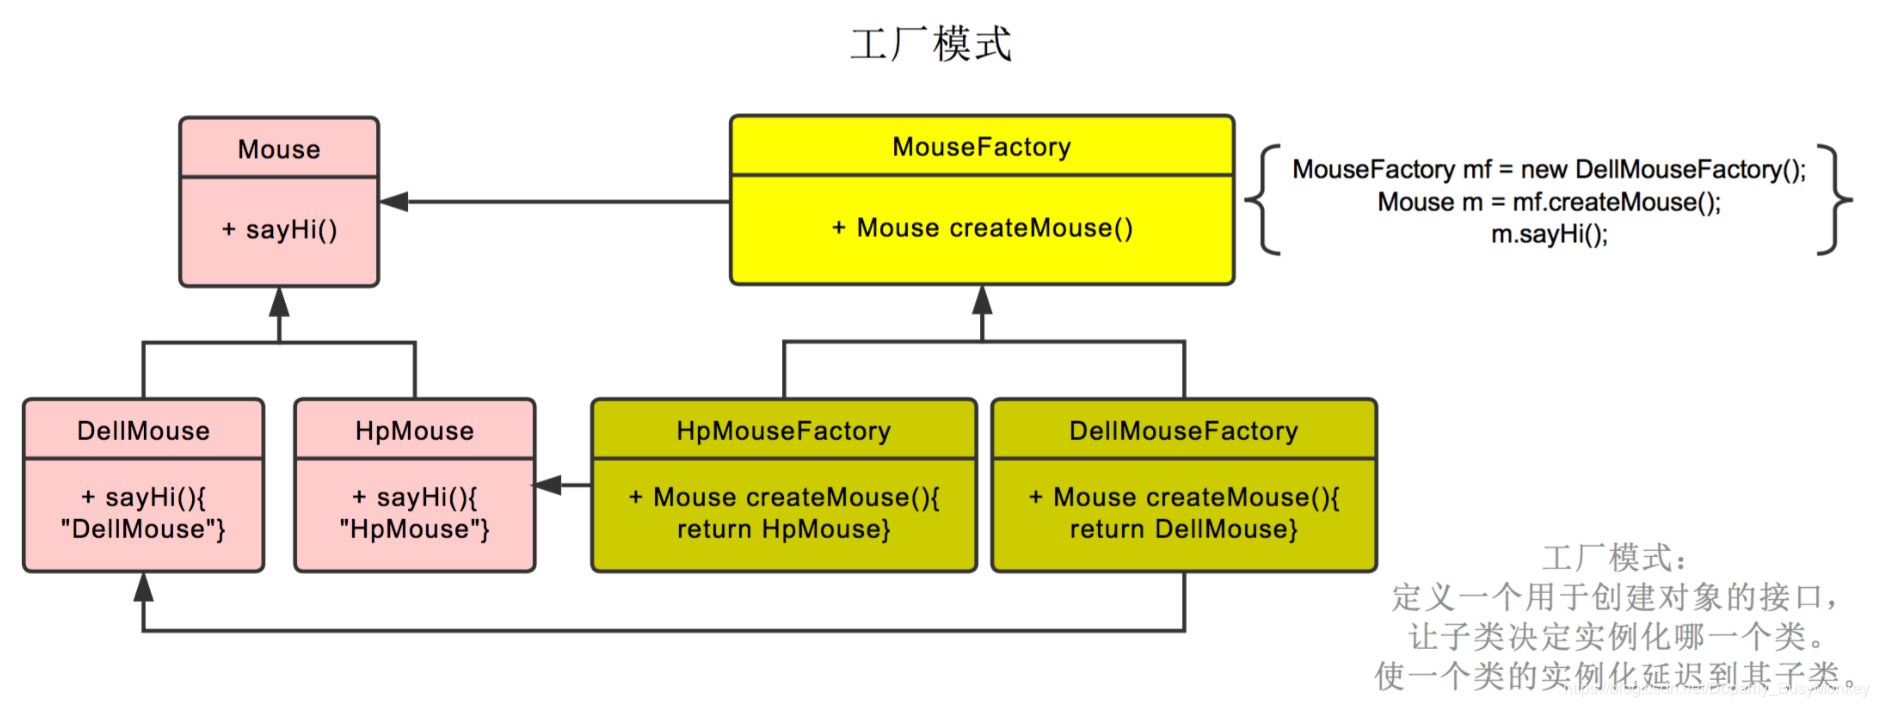 工厂模式
Mouse
+ sayHi()
MouseFactory
+ Mouse createMouse()
MouseFactory mf = new DellMouseFactory();
Mouse m = mf.createMouse();
m.sayHi();
DellMouse
+ sayHi(){
"DellMouse"}
HpMouse
+ sayHi(){
"HpMouse"}
HpMouseFactory
+ Mouse createMouse(){
return HpMouse}
DellMouseFactory
+ Mouse createMouse(){
return DellMouse}
工厂模式：
定义一个用于创建对象的接口，
让子类决定实例化哪一个类。
使一个类的实例化延迟到其子类。
https://blog.csdn.net/Dopamy_BusyMonkey